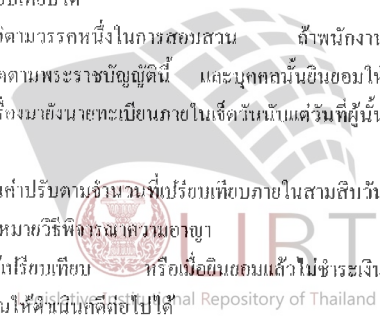 ตามวรรคหนึ่งในการสอบสวน ถ้าพนักงาน
ตามพระราชบัญญัตินี้ และบุคคลนั้นยินยอมให้
เรื่องมายังนายทะเบียนภายในเจ็ดวันนับแต่วันที่ผู้นั้น
ค่าปรับตามจำนวนที่เปรียบเทียบภายในสามสิบวัน
หมายวิธีพิจารณาความอาญา
เปรียบเทียบ หรือเมื่อยินยอมแล้วไม่ชำระเงิน
ให้ดำเนินคดีต่อไปได้
LIRT
Legislative Institutional Repository of Thailand